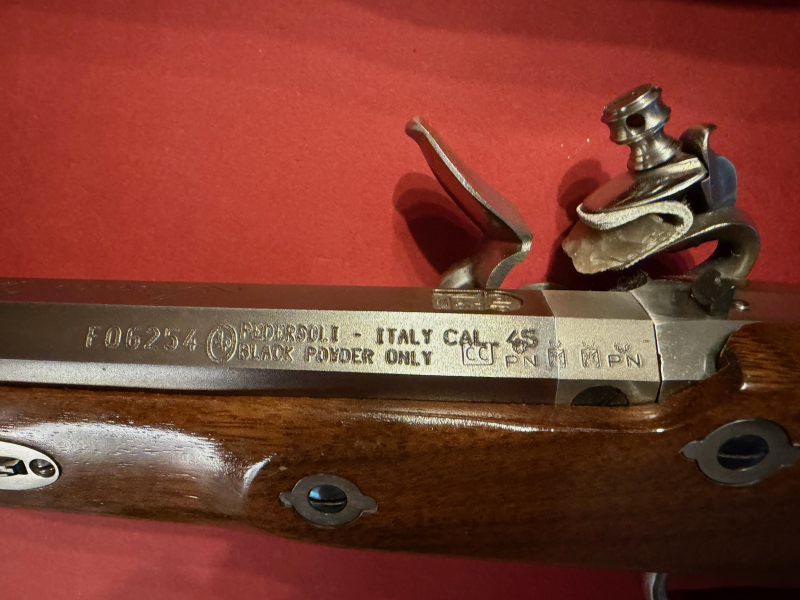 F06254 PEDERSOLI - ITALY CAL. 45
BLACK POWDER ONLY CC PN PN